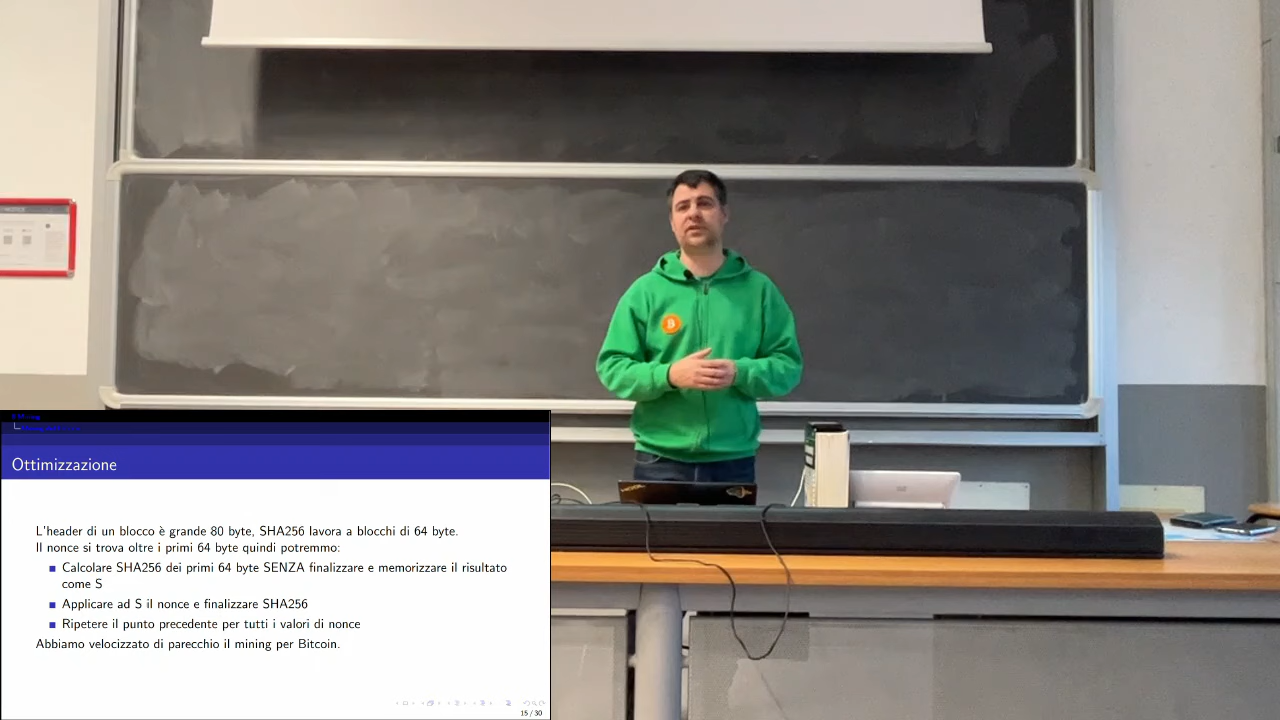 Ottimizzazione
L'header di un blocco è grande 80 byte, SHA256 lavora a blocchi di 64 byte.
Il nonce si trova oltre i primi 64 byte quindi potremmo:
Calcolare SHA256 dei primi 64 byte SENZA finalizzare e memorizzare il risultato
come S
Applicare ad S il nonce e finalizzare SHA256
Ripetere il punto precedente per tutti i valori di nonce
Abbiamo velocizzato di parecchio il mining per Bitcoin.
15 / 30